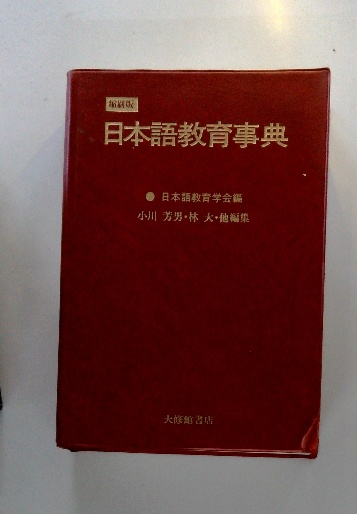 縮刷版
日本語教育事典
● 日本語教育学会編
小川 芳男・林 大・他編集
大修館書店